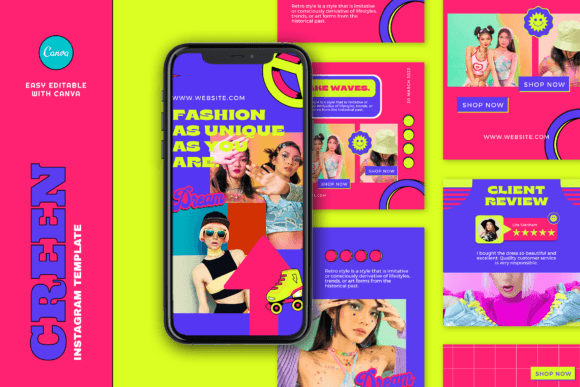 Canva
EASY EDITABLE
WITH CANVA
CREEN
INSTAGRAM TEMPLATE
WWW.WEBSITE.COM
FASHION
AS UNIQUE
AS YOU
ARE
Dream
Retro style is a style that is imitative
or consciously derivative of lifestyles,
trends, or art forms from the
historical past.
AKE WAVES.
20 MARCH 2023
SHOP NOW
SHOP NOW
Retro style is a style that is imitative
or consciously derivative of lifestyles,
trends, or art forms from the
historical past.
SHOP NOW
SHOP NOW
WWW.WEBSITE.COM
CLIENT
REVIEW
I bought the dress so beautiful and
excellent. Quality customer service
is very responsible.
SHOP NOW